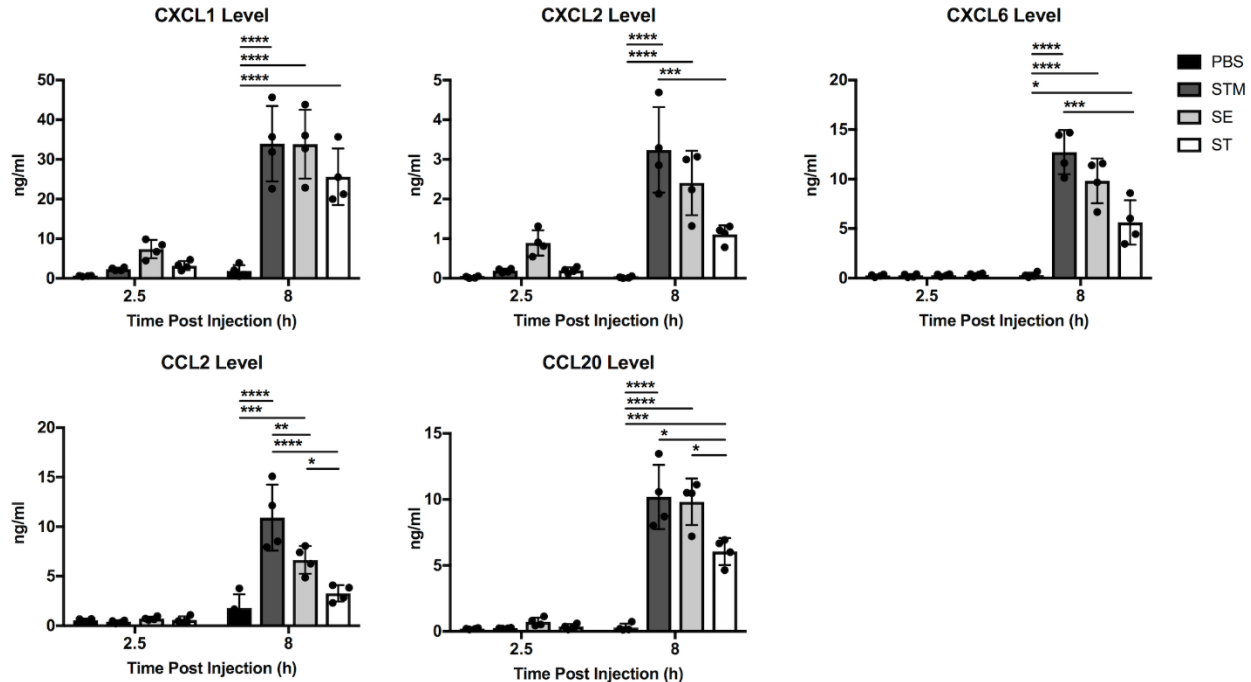 CXCL1 Level
****
****
****
50
40
30
20
10
0
ng/ml
2.5
8
Time Post Injection (h)
CXCL2 Level
****
****
***
5
4
3
2
1
0
ng/ml
2.5
8
Time Post Injection (h)
CXCL6 Level
****
****
*
***
20
15
10
5
0
ng/ml
2.5
8
Time Post Injection (h)
PBS
STM
SE
ST
CCL2 Level
****
***
**
****
*
20
15
10
5
0
ng/ml
2.5
8
Time Post Injection (h)
CCL20 Level
****
****
***
*
*
15
10
5
0
ng/ml
2.5
8
Time Post Injection (h)